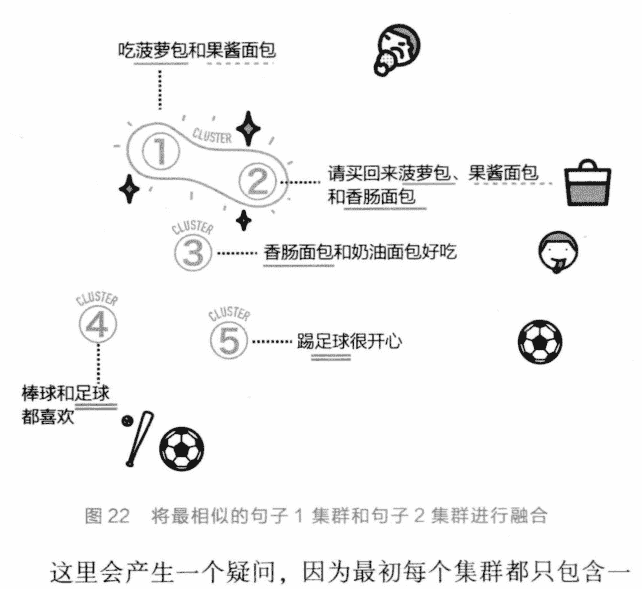 吃菠萝包和果酱面包
CLUSTER
1
2
请买回来菠萝包、果酱面包
和香肠面包
CLUSTER
3
香肠面包和奶油面包好吃
CLUSTER
4
CLUSTER
5
踢足球很开心
棒球和足球
都喜欢
图 22 将最相似的句子 1 集群和句子 2 集群进行融合
这里会产生一个疑问，因为最初每个集群都只包含一